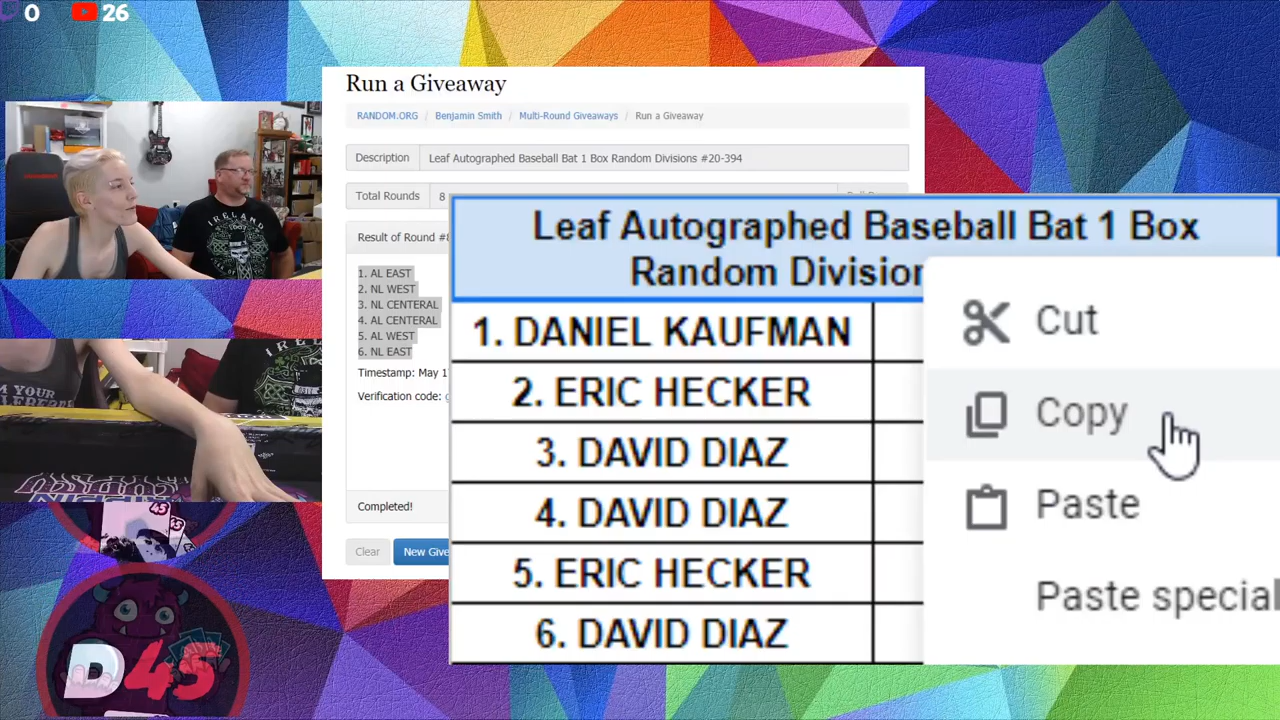 0 26
Run a Giveaway
RANDOM.ORG / Benjamin Smith / Multi-Round Giveaways / Run a Giveaway
Description Leaf Autographed Baseball Bat 1 Box Random Divisions #20-394
Total Rounds 8
Result of Round #8
1. AL EAST
2. NL WEST
3. NL CENTERAL
4. AL CENTERAL
5. AL WEST
6. NL EAST
Timestamp: May 1
Verification code:
Completed!
Clear New Give
Leaf Autographed Baseball Bat 1 Box
Random Division
1. DANIEL KAUFMAN
2. ERIC HECKER
3. DAVID DIAZ
4. DAVID DIAZ
5. ERIC HECKER
6. DAVID DIAZ
Cut
Copy
Paste
Paste special
IRELAND
45
D45